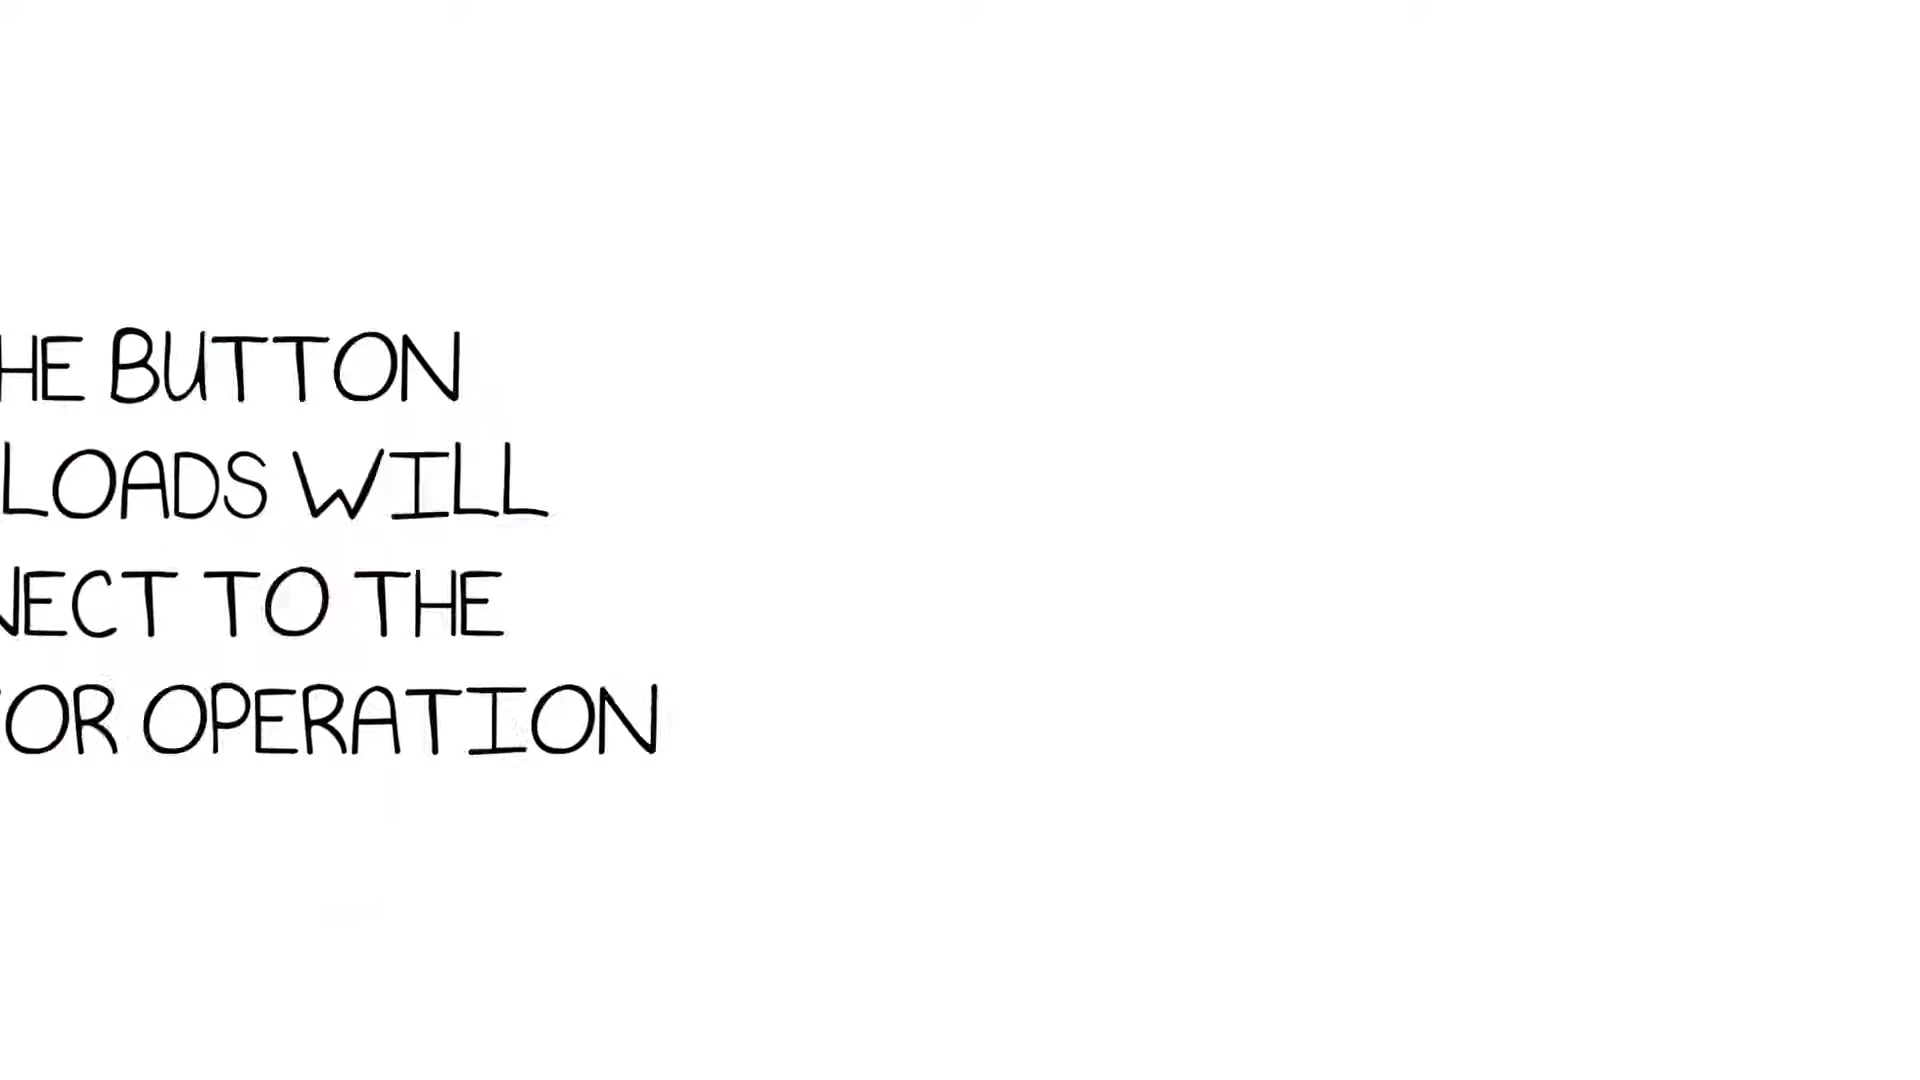 HE BUTTON
LOADS WILL
NECT TO THE
OR OPERATION